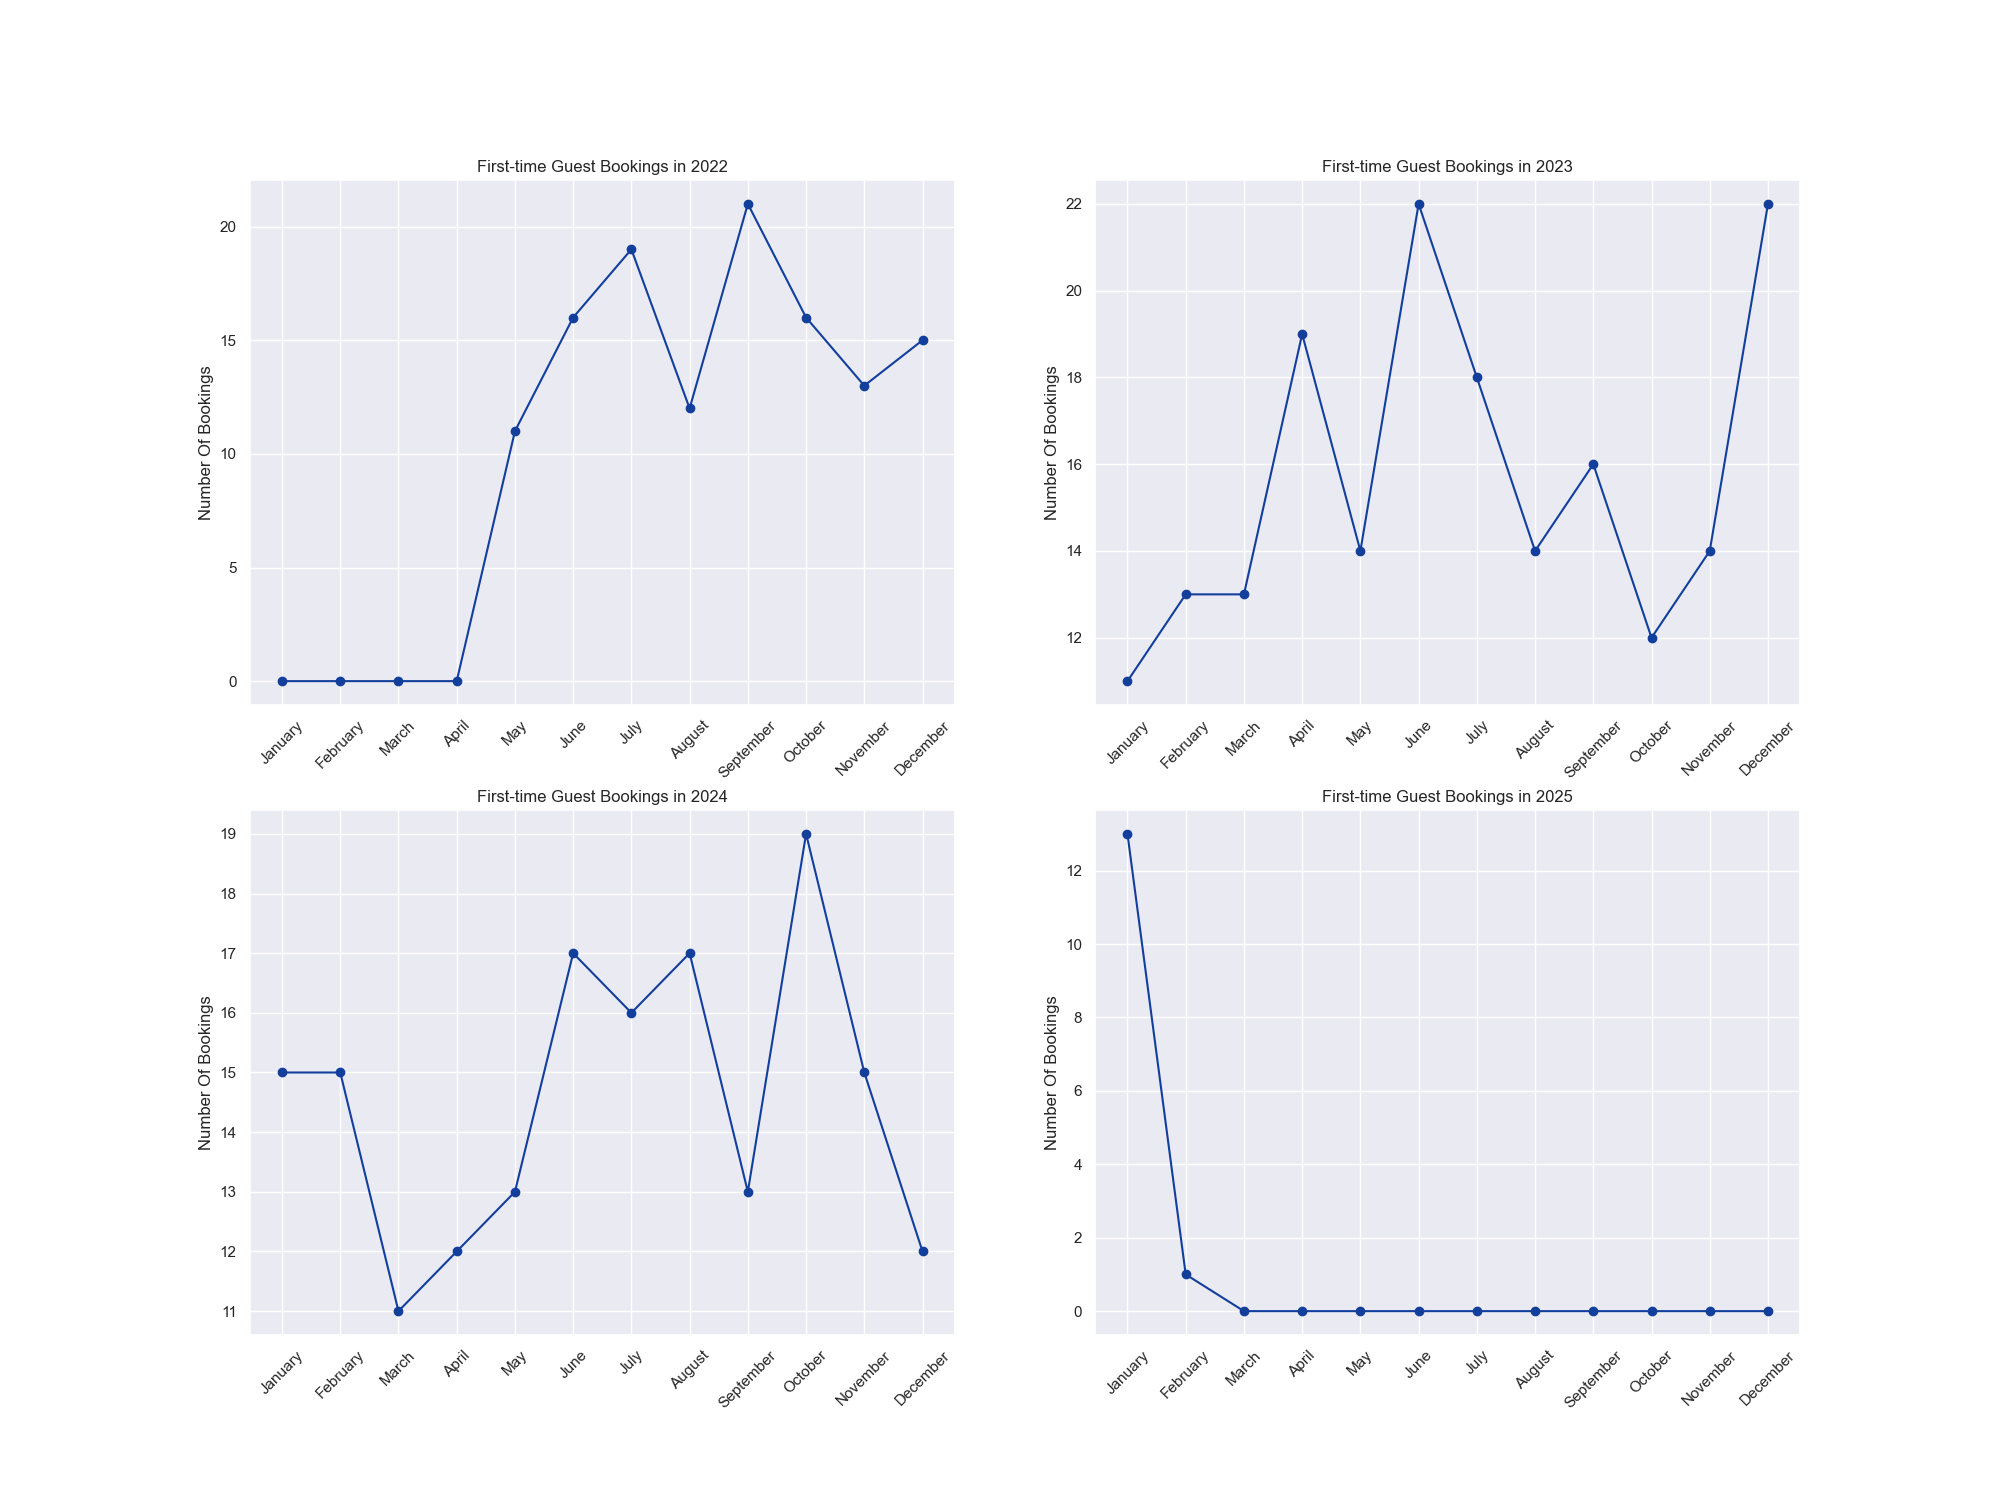 First-time Guest Bookings in 2022
Number Of Bookings
20
15
10
5
0
January February March April May June July August September October November December
First-time Guest Bookings in 2023
Number Of Bookings
22
20
18
16
14
12
January February March April May June July August September October November December
First-time Guest Bookings in 2024
Number Of Bookings
19
18
17
16
15
14
13
12
11
January February March April May June July August September October November December
First-time Guest Bookings in 2025
Number Of Bookings
12
10
8
6
4
2
0
January February March April May June July August September October November December